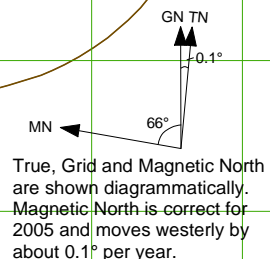 GN TN
0.1°
MN
66°
True, Grid and Magnetic North
are shown diagrammatically.
Magnetic North is correct for
2005 and moves westerly by
about 0.1° per year.